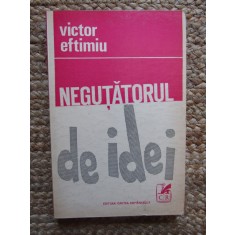 victor
eftimiu
NEGUȚĂTORUL
de idei